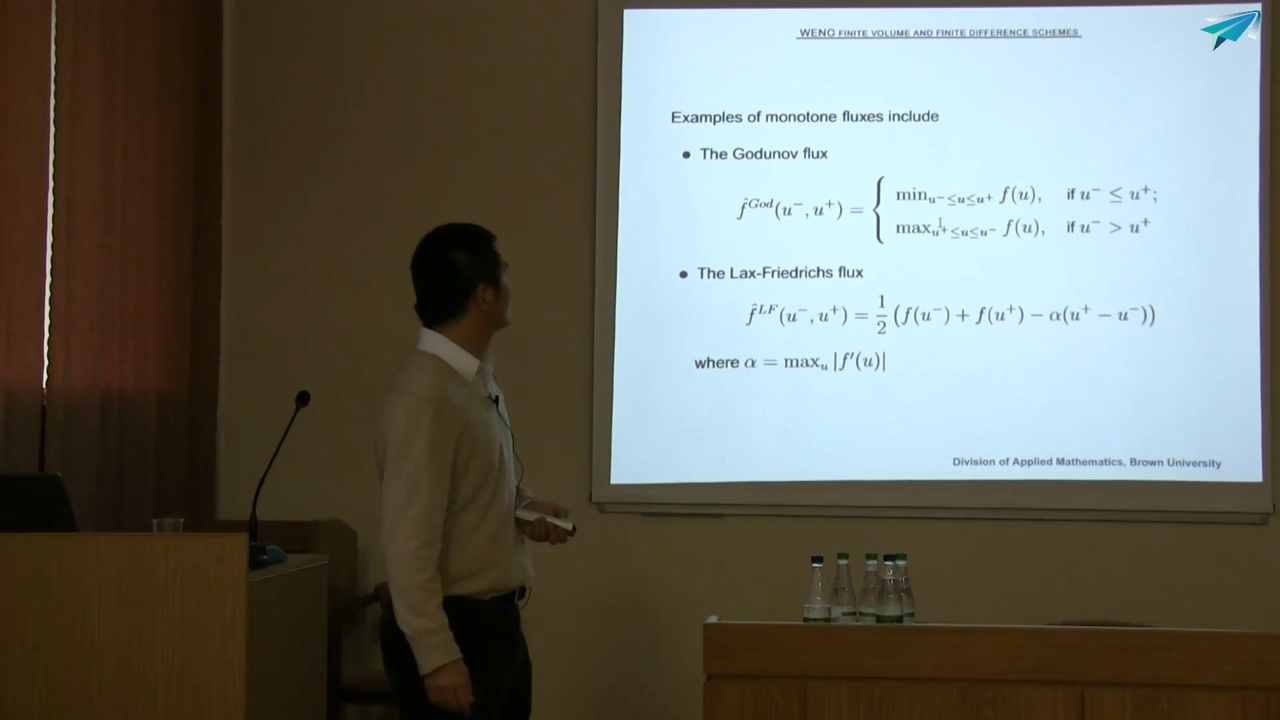 WENO FINITE VOLUME AND FINITE DIFFERENCE SCHEMES
Examples of monotone fluxes include
● The Godunov flux
f̂^{God}(u⁻, u⁺) = { min_{u⁻≤u≤u⁺} f(u), if u⁻ ≤ u⁺;
max_{u⁺≤u≤u⁻} f(u), if u⁻ > u⁺
● The Lax-Friedrichs flux
f̂^{LF}(u⁻, u⁺) = 1/2 (f(u⁻) + f(u⁺) − α(u⁺ − u⁻))
where α = max_u |f′(u)|
Division of Applied Mathematics, Brown University